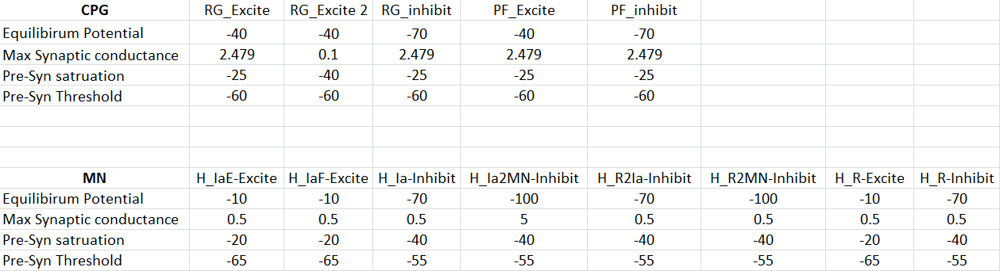 CPG RG_Excite RG_Excite 2 RG_inhibit PF_Excite PF_inhibit
Equilibirum Potential -40 -40 -70 -40 -70
Max Synaptic conductance 2.479 0.1 2.479 2.479 2.479
Pre-Syn satruation -25 -40 -25 -25 -25
Pre-Syn Threshold -60 -60 -60 -60 -60
MN H_IaE-Excite H_IaF-Excite H_Ia-Inhibit H_Ia2MN-Inhibit H_R2Ia-Inhibit H_R2MN-Inhibit H_R-Excite H_R-Inhibit
Equilibirum Potential -10 -10 -70 -100 -70 -100 -10 -70
Max Synaptic conductance 0.5 0.5 0.5 5 0.5 0.5 0.5 0.5
Pre-Syn satruation -20 -20 -40 -40 -40 -40 -20 -40
Pre-Syn Threshold -65 -65 -55 -55 -55 -55 -65 -55